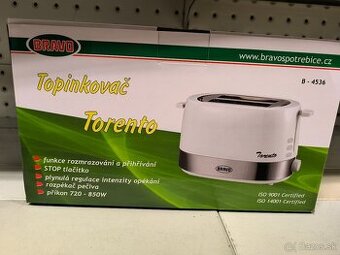 BRAVO
www.bravospotrebice.cz
B - 4536
Topinkovač
Torento
funkce rozmrazování a přihřívání
STOP tlačítko
plynulá regulace intenzity opékání
rozpékač pečiva
příkon 720 - 850W
Torento
BRAVO
ISO 9001 Certified
ISO 14001 Certified